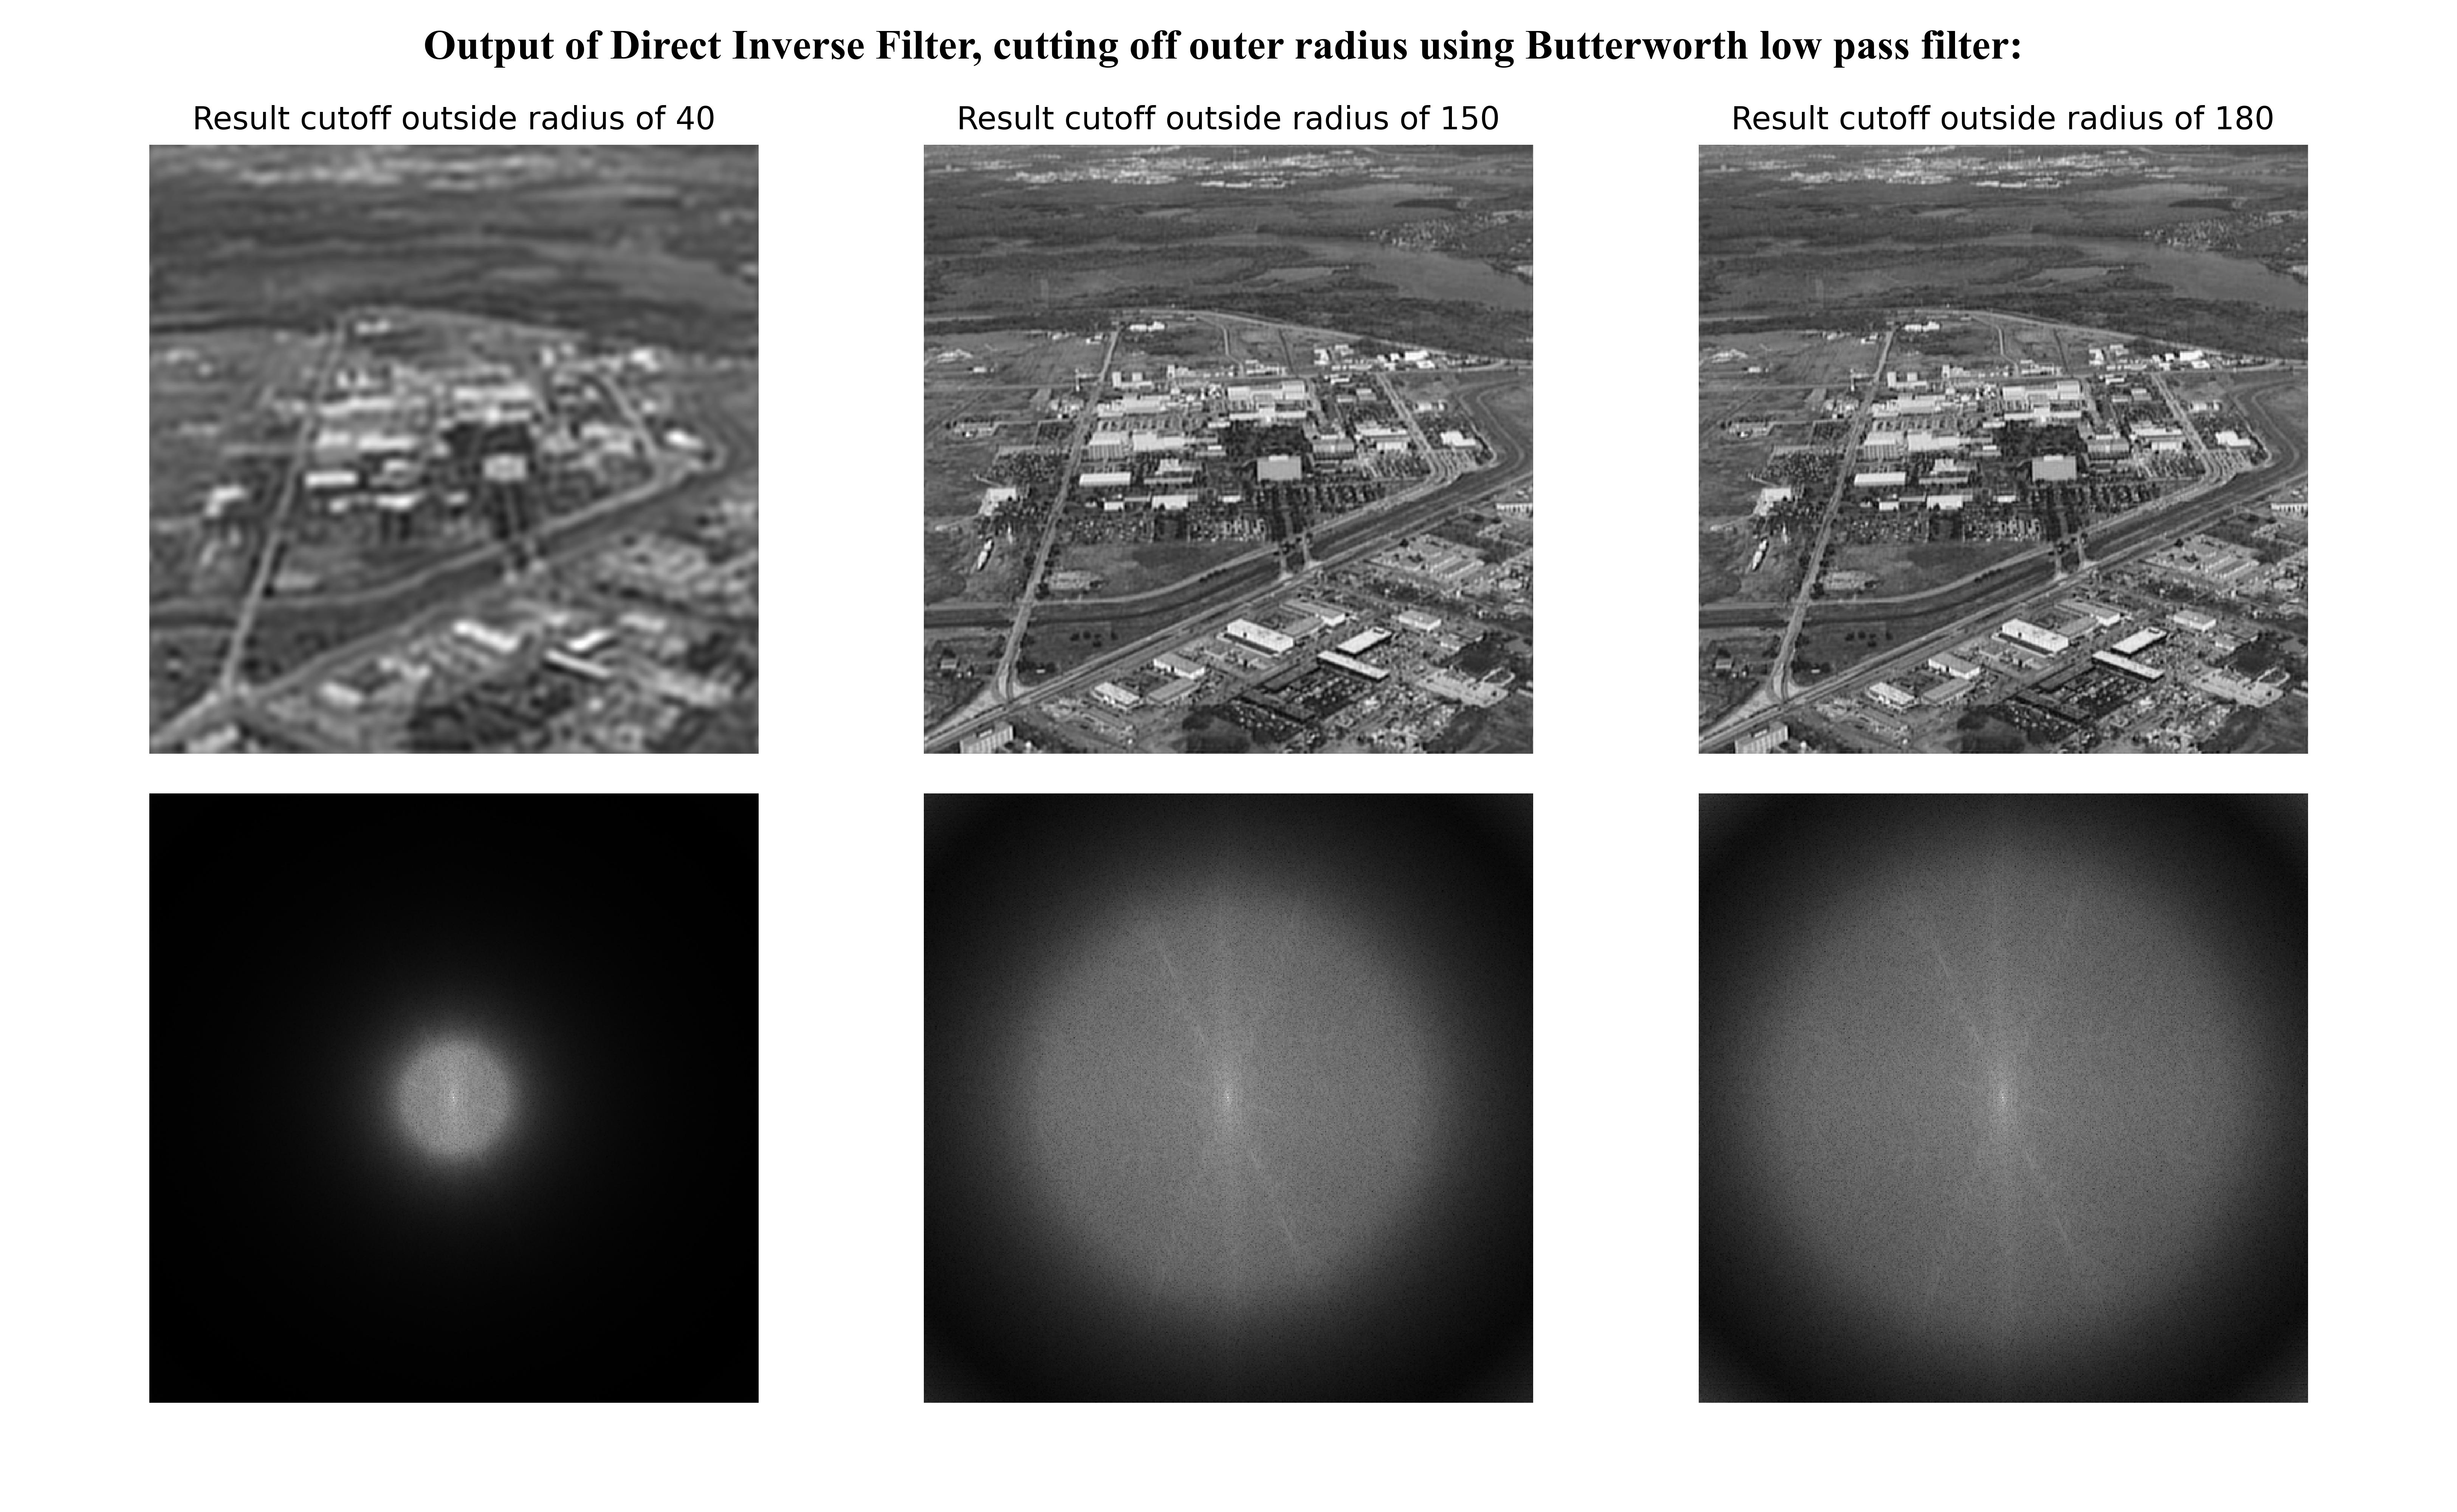 Output of Direct Inverse Filter, cutting off outer radius using Butterworth low pass filter:
Result cutoff outside radius of 40
Result cutoff outside radius of 150
Result cutoff outside radius of 180